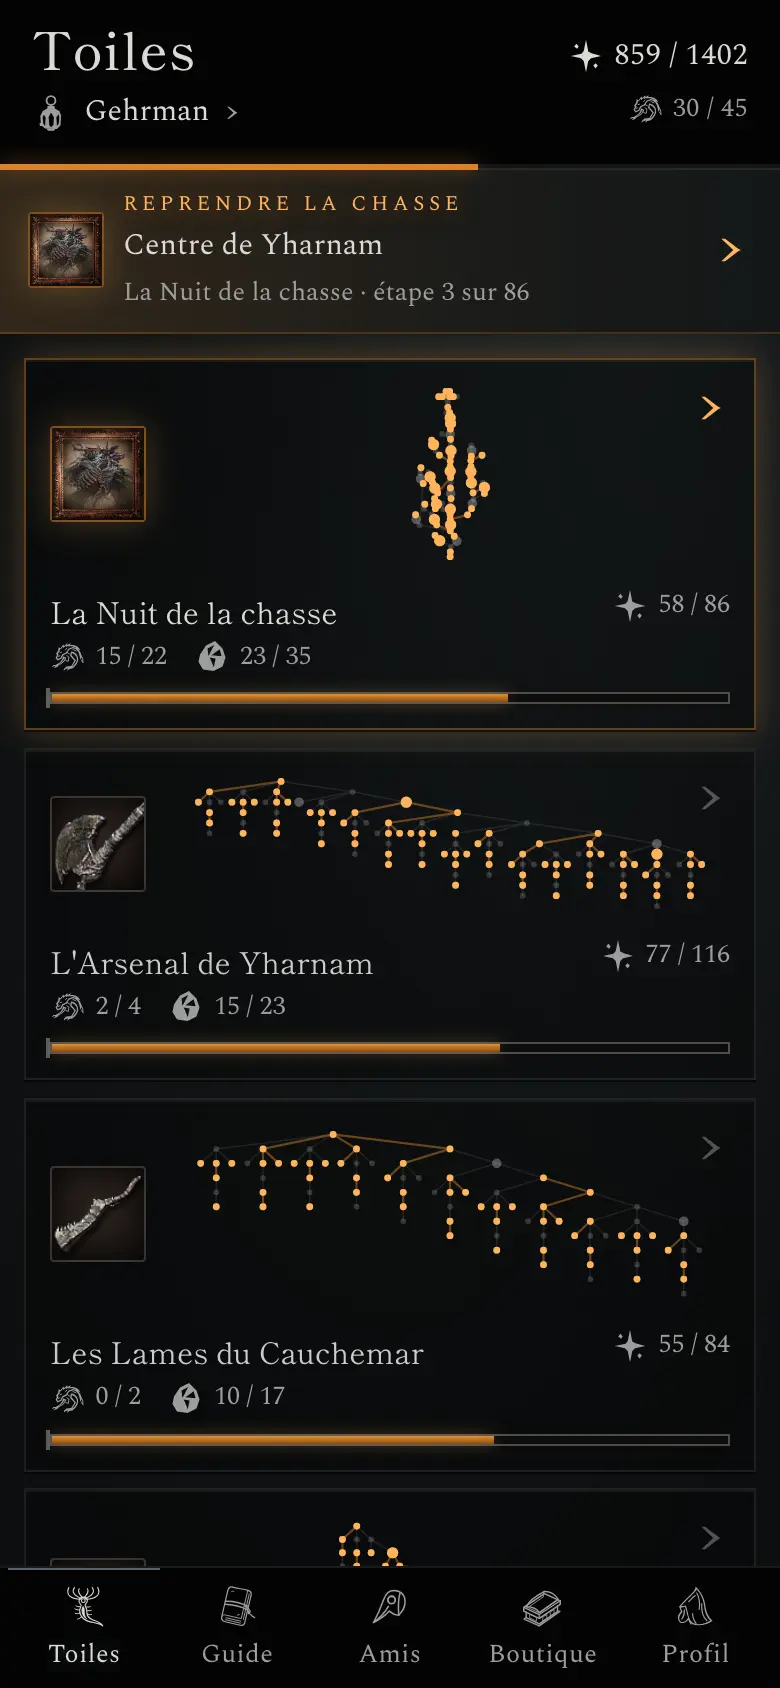 Toiles
859 / 1402
Gehrman
30 / 45
REPRENDRE LA CHASSE
Centre de Yharnam
La Nuit de la chasse · étape 3 sur 86
La Nuit de la chasse
58 / 86
15 / 22
23 / 35
L'Arsenal de Yharnam
77 / 116
2 / 4
15 / 23
Les Lames du Cauchemar
55 / 84
0 / 2
10 / 17
Toiles
Guide
Amis
Boutique
Profil